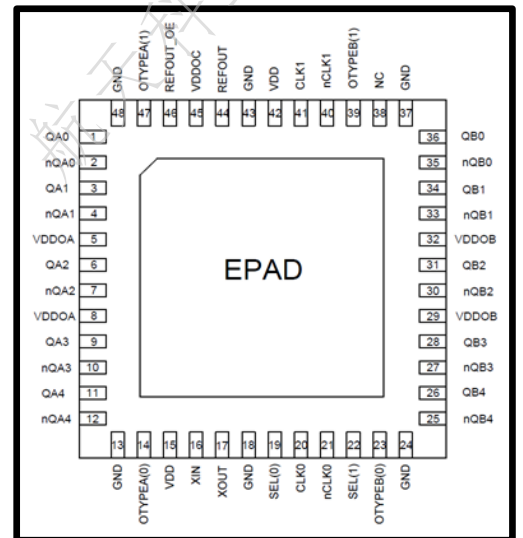 GND OTYPEA(1) REFOUT_OE VDDOC REFOUT GND VDD CLK1 nCLK1 OTYPEB(1) NC GND
48 47 46 45 44 43 42 41 40 39 38 37
QA0 1 36 QB0
nQA0 2 35 nQB0
QA1 3 34 QB1
nQA1 4 33 nQB1
VDDOA 5 32 VDDOB
QA2 6 31 QB2
nQA2 7 30 nQB2
VDDOA 8 29 VDDOB
QA3 9 28 QB3
nQA3 10 27 nQB3
QA4 11 26 QB4
nQA4 12 25 nQB4
EPAD
13 14 15 16 17 18 19 20 21 22 23 24
GND OTYPEA(0) VDD XIN XOUT GND SEL(0) CLK0 nCLK0 SEL(1) OTYPEB(0) GND